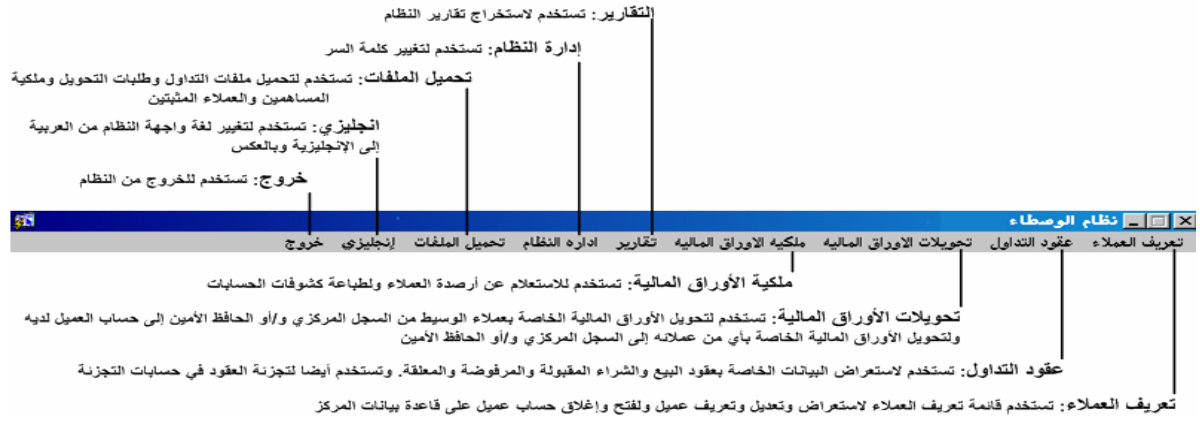 التقارير: تستخدم لاستخراج تقارير النظام
إدارة النظام: تستخدم لتغيير كلمة السر
تحميل الملفات: تستخدم لتحميل ملفات التداول وطلبات التحويل وملكية
المساهمين والعملاء المثبتين
انجليزي: تستخدم لتغيير لغة واجهة النظام من العربية
إلى الإنجليزية وبالعكس
خروج: تستخدم للخروج من النظام
نظام الوصطاء
تعريف العملاء عقود التداول تحويلات الاوراق الماليه ملكيه الاوراق الماليه تقارير اداره النظام تحميل الملفات إنجليزي خروج
ملكية الأوراق المالية: تستخدم للاستعلام عن أرصدة العملاء ولطباعة كشوفات الحسابات
تحويلات الأوراق المالية: تستخدم لتحويل الأوراق المالية الخاصة بعملاء الوسيط من السجل المركزي و/أو الحافظ الأمين إلى حساب العميل لديه
ولتحويل الأوراق المالية الخاصة بأي من عملائه إلى السجل المركزي و/أو الحافظ الأمين
عقود التداول: تستخدم لاستعراض البيانات الخاصة بعقود البيع والشراء المقبولة والمرفوضة والمعلقة. وتستخدم أيضا لتجزئة العقود في حسابات التجزئة
تعريف العملاء: تستخدم قائمة تعريف العملاء لاستعراض وتعديل وتعريف عميل ولفتح وإغلاق حساب عميل على قاعدة بيانات المركز